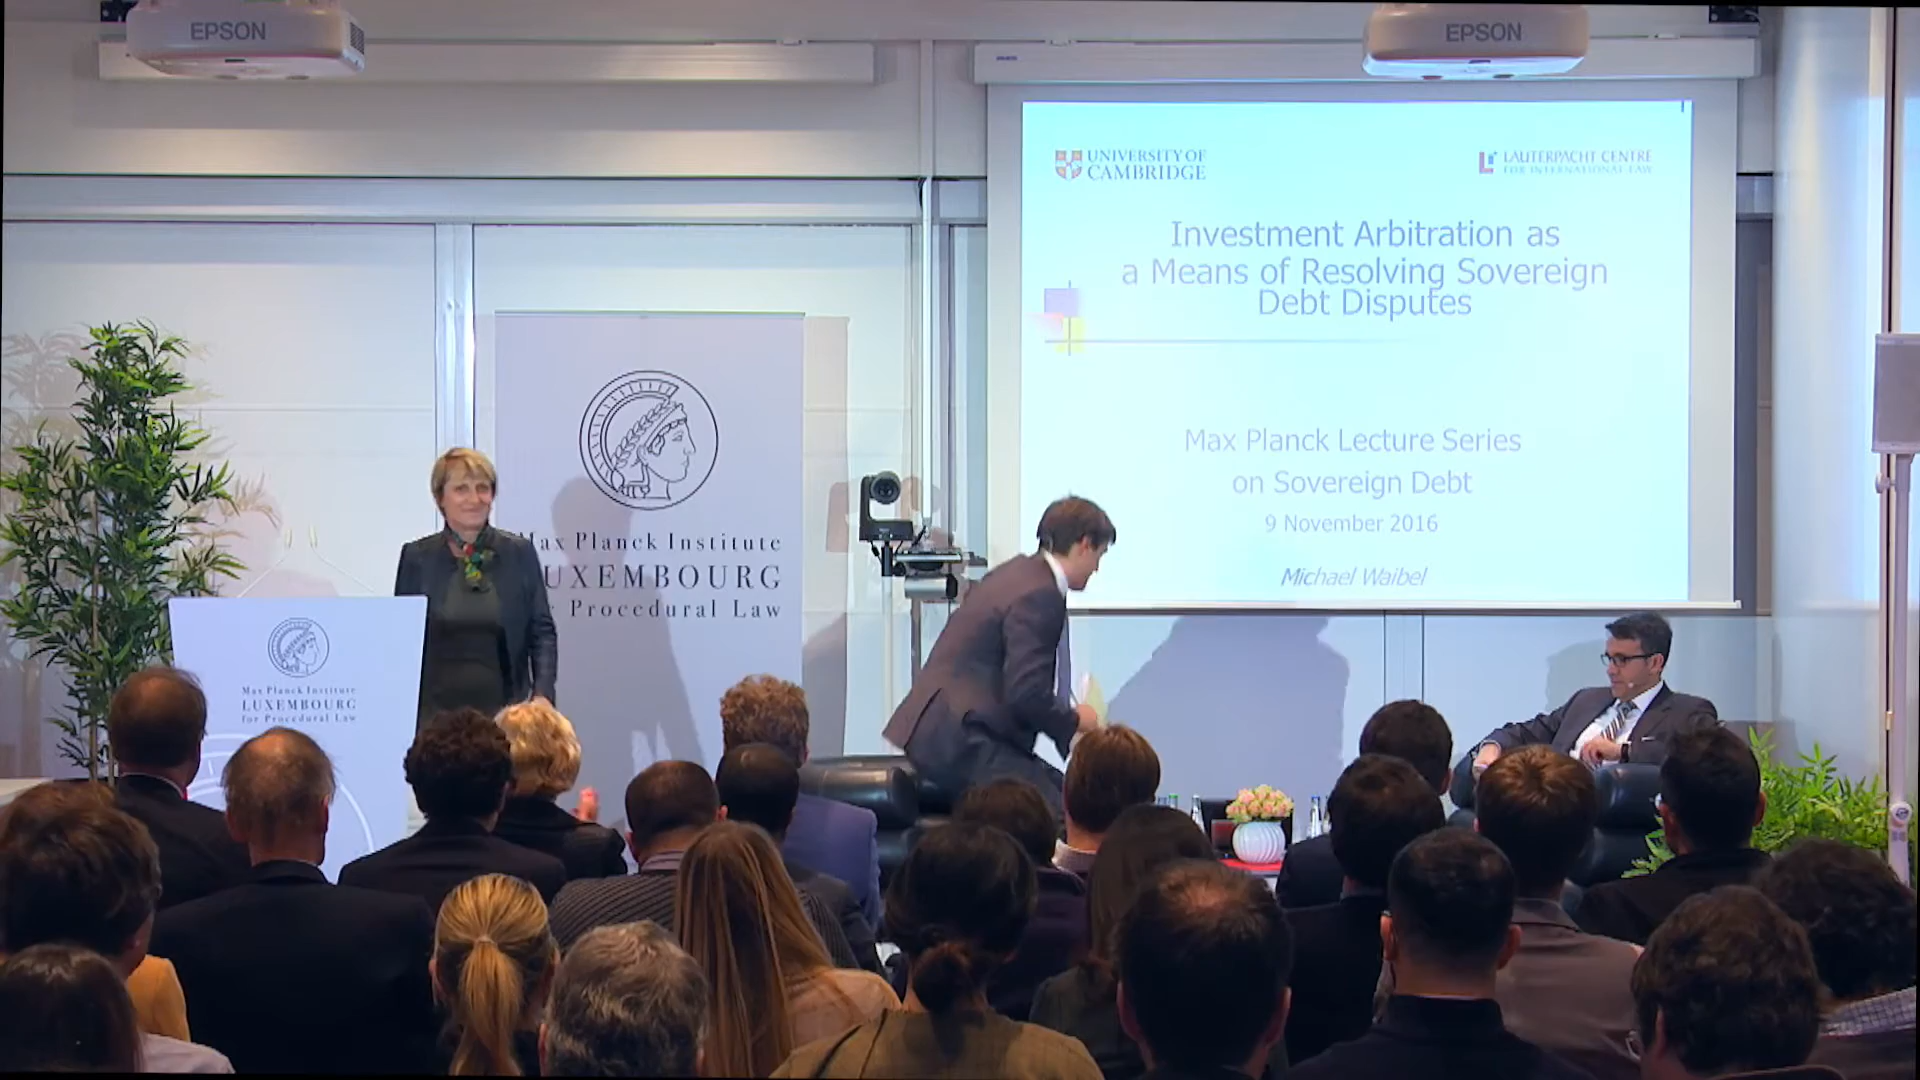 EPSON
EPSON
UNIVERSITY OF
CAMBRIDGE
LAUTERPACHT CENTRE
FOR INTERNATIONAL LAW
Investment Arbitration as
a Means of Resolving Sovereign
Debt Disputes
Max Planck Lecture Series
on Sovereign Debt
9 November 2016
Michael Waibel
Max Planck Institute
LUXEMBOURG
for Procedural Law
Max Planck Institute
LUXEMBOURG
for Procedural Law